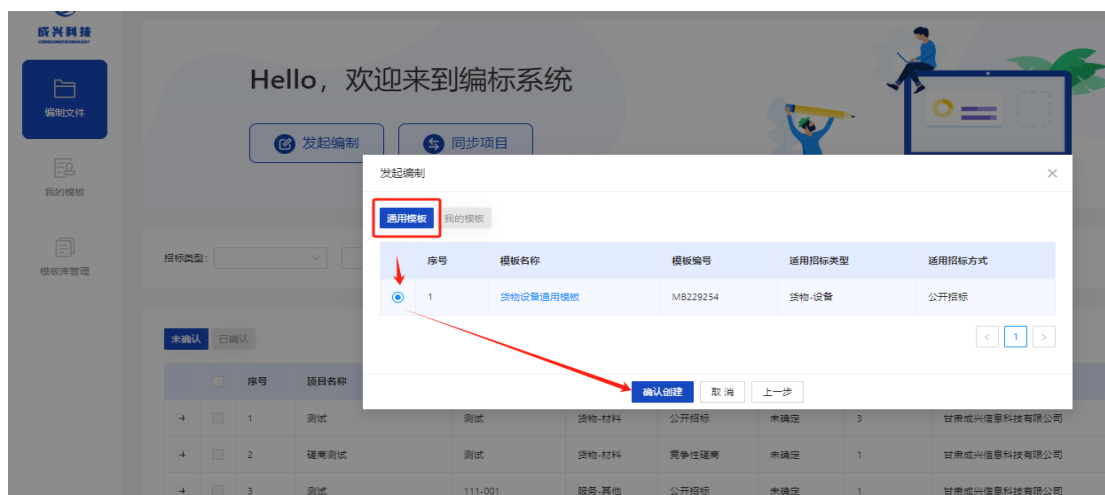 成兴科技
Hello，欢迎来到编标系统
编制文件
发起编制
同步项目
发起编制
我的模板
通用模板 我的模板
招标类型:
序号 模板名称 模板编号 适用招标类型 适用招标方式
模板库管理
1 货物设备通用模板 MB229254 货物-设备 公开招标
< 1 >
未确认 已确认
序号 项目名称
确认创建 取消 上一步
+ 1 测试 测试 货物-材料 公开招标 未确定 3 甘肃成兴信息科技有限公司
+ 2 磋商测试 测试 货物-材料 竞争性磋商 未确定 1 甘肃成兴信息科技有限公司
+ 3 测试 111-001 服务-其他 公开招标 未确定 1 甘肃成兴信息科技有限公司